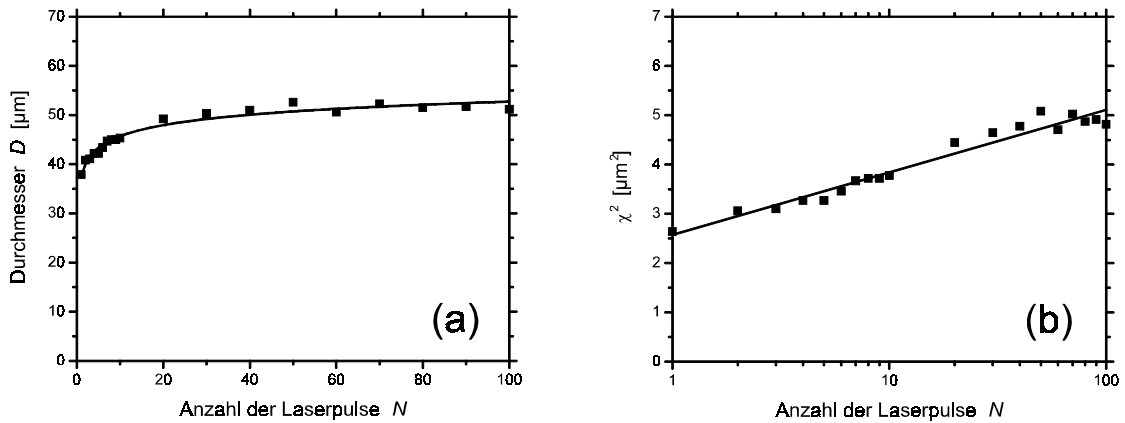 70
60
50
40
30
20
10
0
Durchmesser D [µm]
(a)
0 20 40 60 80 100
Anzahl der Laserpulse N
7
6
5
4
3
2
1
0
χ² [µm²]
(b)
1 10 100
Anzahl der Laserpulse N